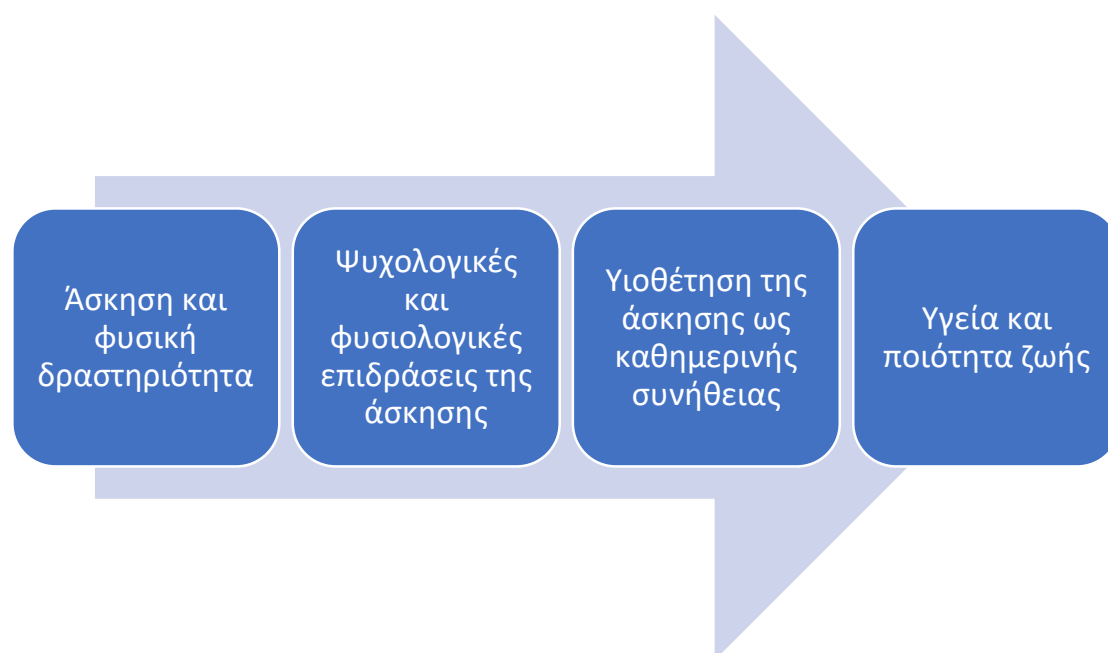 Άσκηση και
φυσική
δραστηριότητα
Ψυχολογικές
και
φυσιολογικές
επιδράσεις της
άσκησης
Υιοθέτηση της
άσκησης ως
καθημερινής
συνήθειας
Υγεία και
ποιότητα ζωής